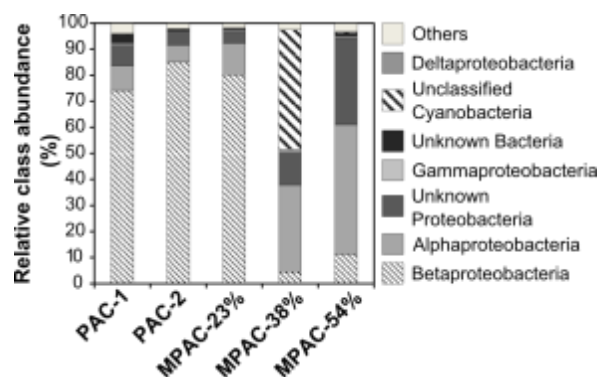 Relative class abundance
(%)
100
90
80
70
60
50
40
30
20
10
0
PAC-1
PAC-2
MPAC-23%
MPAC-38%
MPAC-54%
Others
Deltaproteobacteria
Unclassified
Cyanobacteria
Unknown Bacteria
Gammaproteobacteria
Unknown
Proteobacteria
Alphaproteobacteria
Betaproteobacteria